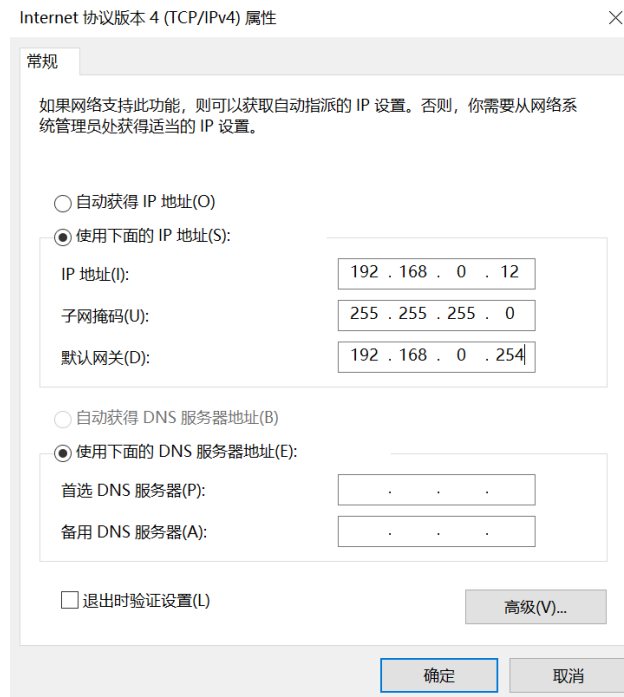 Internet 协议版本 4 (TCP/IPv4) 属性
常规
如果网络支持此功能，则可以获取自动指派的 IP 设置。否则，你需要从网络系
统管理员处获得适当的 IP 设置。
自动获得 IP 地址(O)
使用下面的 IP 地址(S):
IP 地址(I): 192 . 168 . 0 . 12
子网掩码(U): 255 . 255 . 255 . 0
默认网关(D): 192 . 168 . 0 . 254
自动获得 DNS 服务器地址(B)
使用下面的 DNS 服务器地址(E):
首选 DNS 服务器(P): . . .
备用 DNS 服务器(A): . . .
退出时验证设置(L)
高级(V)...
确定 取消